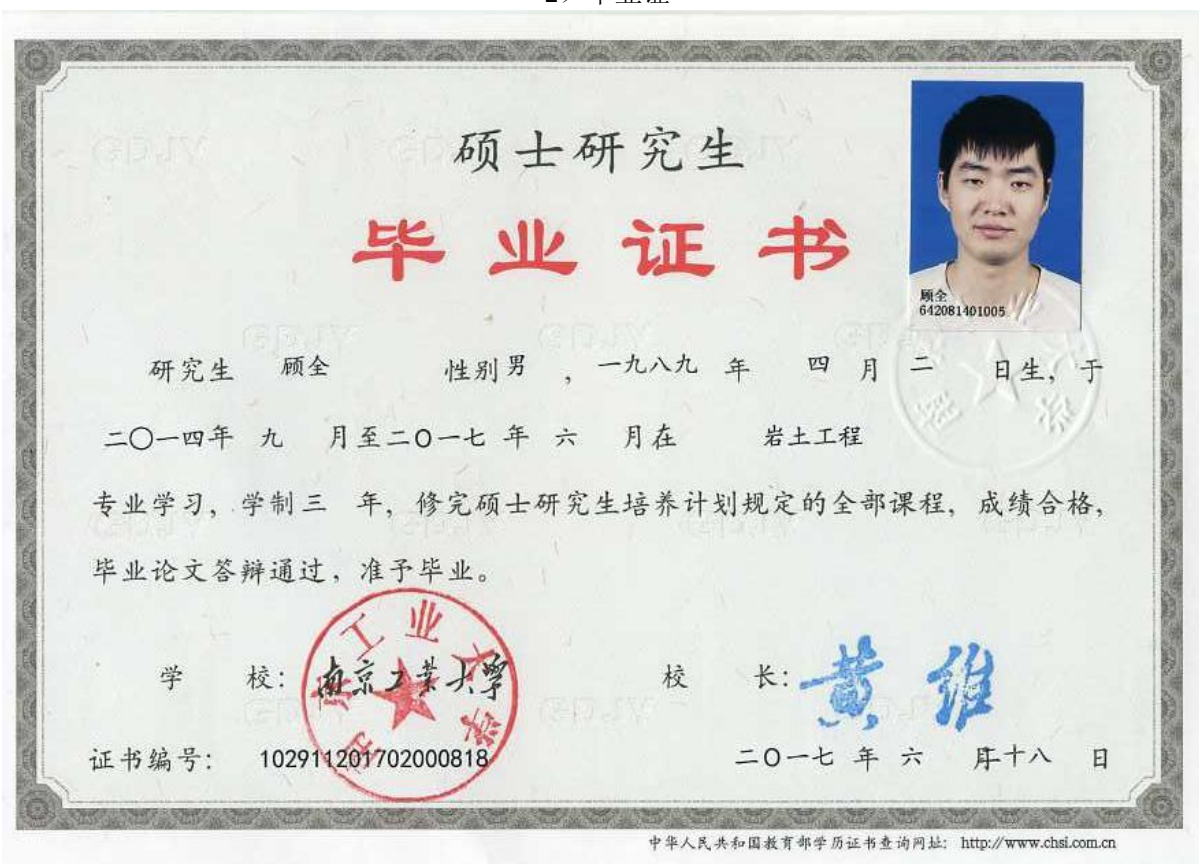 2）毕业证
硕士研究生
毕业证书
顾全
642081401005
研究生 顾全 性别 男 ，一九八九 年 四 月 二 日生，于
二〇一四年 九 月至二〇一七 年 六 月在 岩土工程
专业学习，学制 三 年，修完硕士研究生培养计划规定的全部课程，成绩合格，
毕业论文答辩通过，准予毕业。
学 校：南京工业大学
校 长：黄维
证书编号：102911201702000818
二〇一七 年 六 月十八 日
中华人民共和国教育部学历证书查询网址：http://www.chsi.com.cn